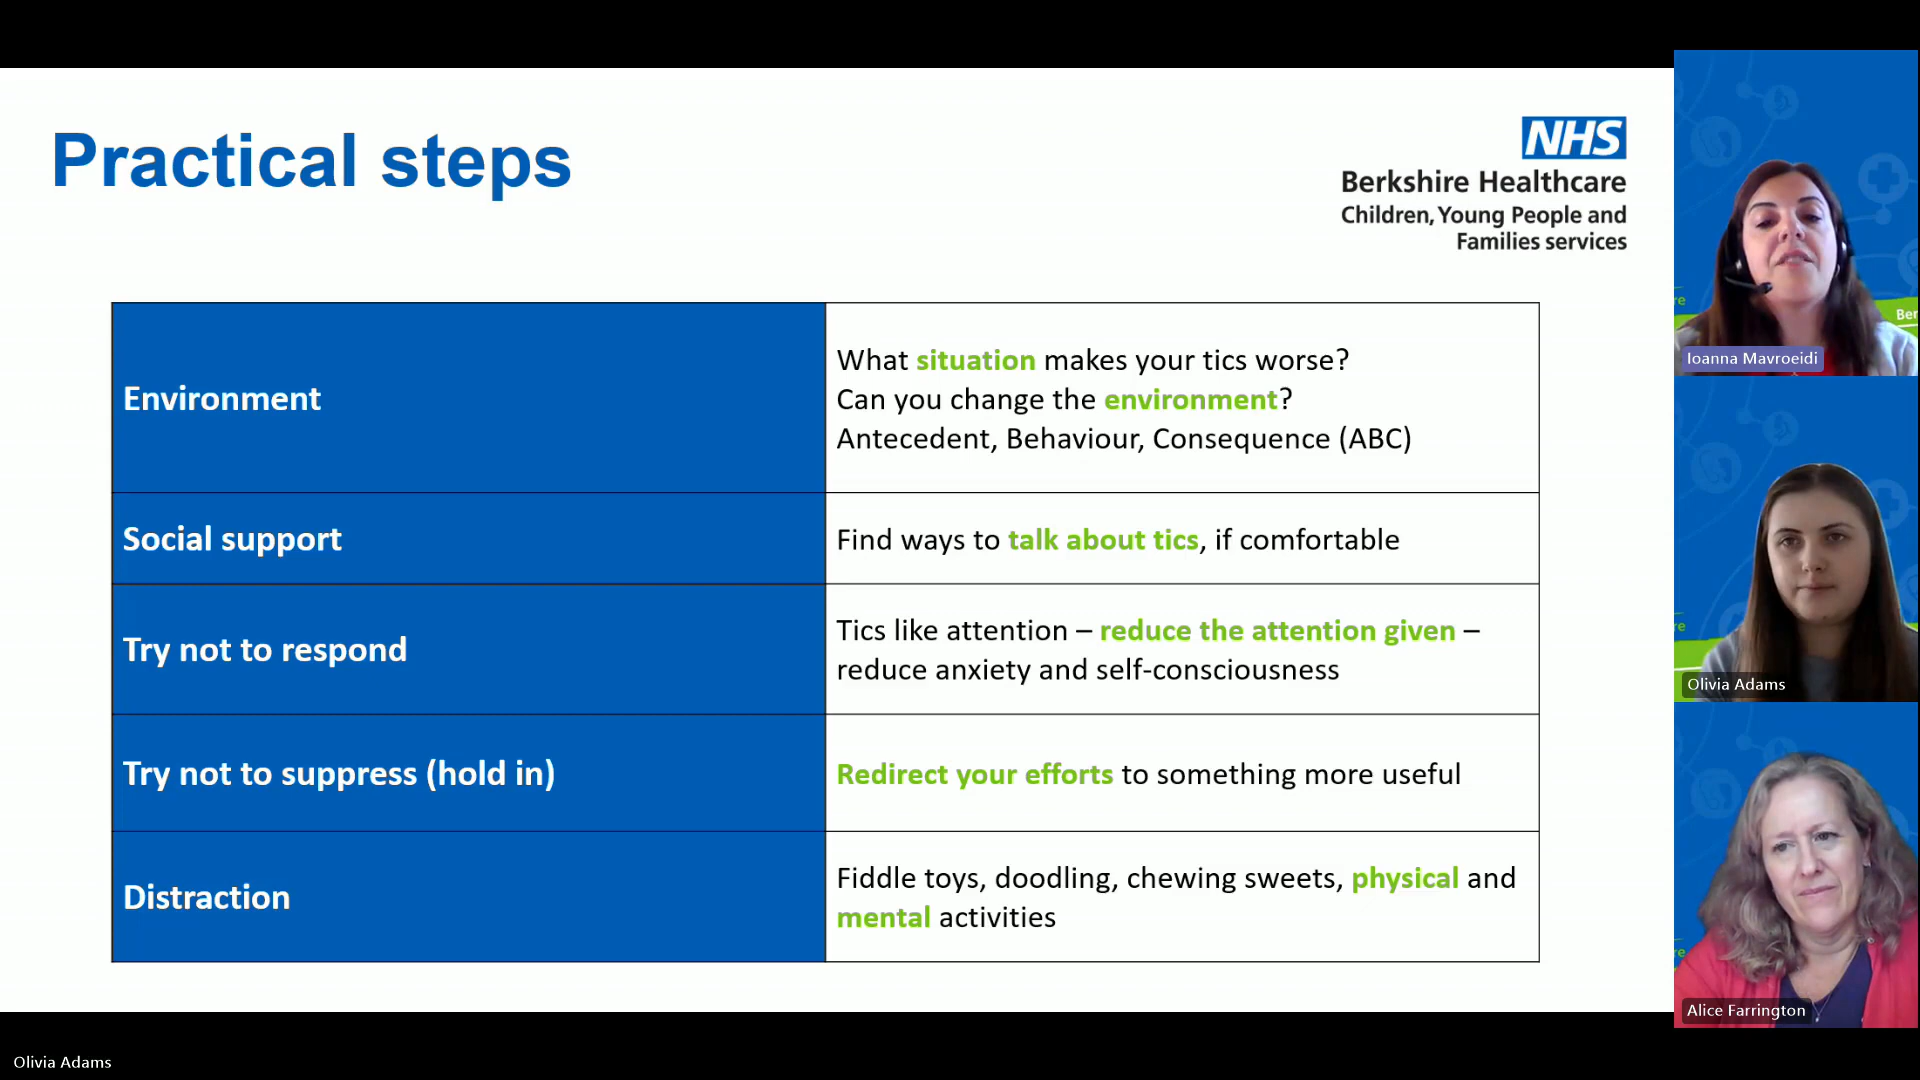 Practical steps
NHS
Berkshire Healthcare
Children, Young People and
Families services
Environment
What situation makes your tics worse?
Can you change the environment?
Antecedent, Behaviour, Consequence (ABC)
Social support
Find ways to talk about tics, if comfortable
Try not to respond
Tics like attention – reduce the attention given –
reduce anxiety and self-consciousness
Try not to suppress (hold in)
Redirect your efforts to something more useful
Distraction
Fiddle toys, doodling, chewing sweets, physical and
mental activities
Ber
re
Ioanna Mavroeidi
re
Olivia Adams
re
Alice Farrington
Olivia Adams